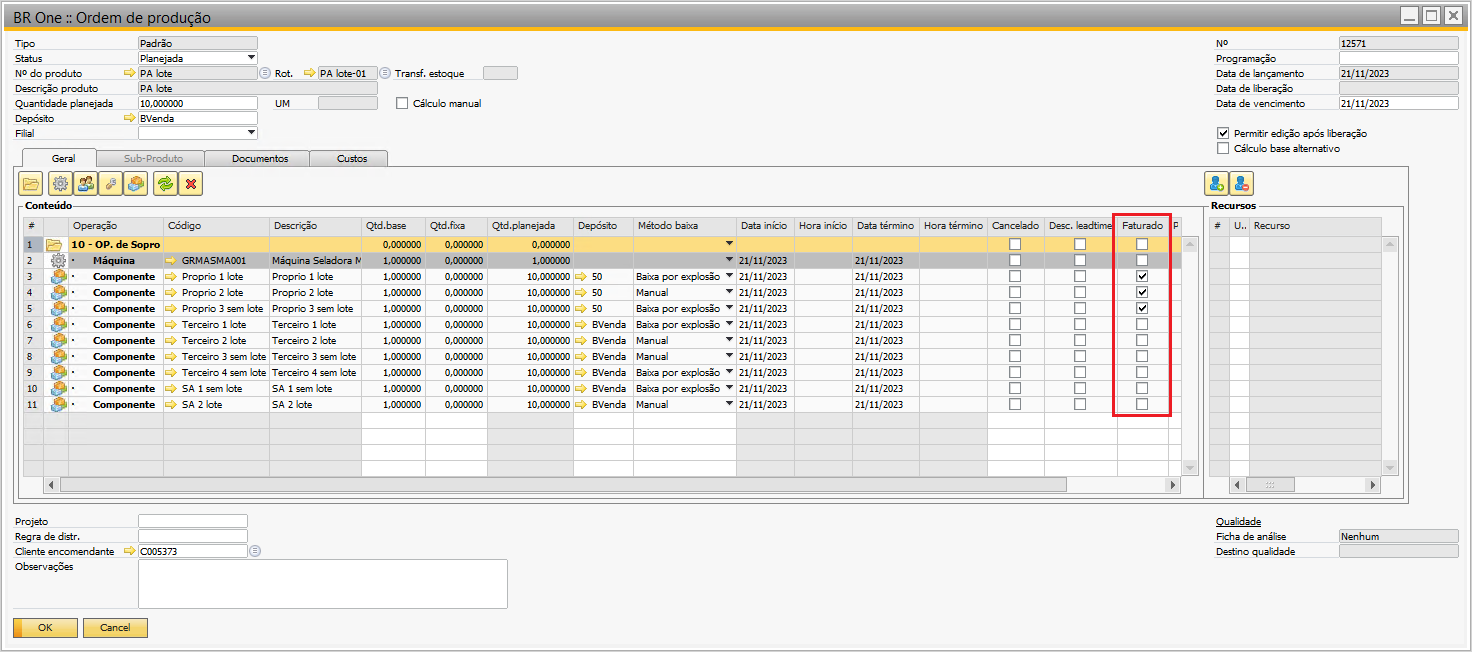 BR One :: Ordem de produção
Tipo Padrão Nº 12571
Status Planejada Programação
Nº do produto PA lote Rot. PA lote-01 Transf. estoque Data de lançamento 21/11/2023
Descrição produto PA lote Data de liberação
Quantidade planejada 10,000000 UM Cálculo manual Data de vencimento 21/11/2023
Depósito BVenda
Filial Permitir edição após liberação
Cálculo base alternativo
Geral Sub-Produto Documentos Custos
Conteúdo Recursos
# Operação Código Descrição Qtd.base Qtd.fixa Qtd.planejada Depósito Método baixa Data início Hora início Data término Hora término Cancelado Desc. leadtime Faturado P # U.. Recurso
1 10 - OP. de Sopro 0,000000 0,000000 0,000000
2 · Máquina GRMASMA001 Máquina Seladora M 1,000000 0,000000 1,000000 21/11/2023 21/11/2023
3 · Componente Proprio 1 lote Proprio 1 lote 1,000000 0,000000 10,000000 50 Baixa por explosão 21/11/2023 21/11/2023
4 · Componente Proprio 2 lote Proprio 2 lote 1,000000 0,000000 10,000000 50 Manual 21/11/2023 21/11/2023
5 · Componente Proprio 3 sem lote Proprio 3 sem lote 1,000000 0,000000 10,000000 50 Baixa por explosão 21/11/2023 21/11/2023
6 · Componente Terceiro 1 lote Terceiro 1 lote 1,000000 0,000000 10,000000 BVenda Baixa por explosão 21/11/2023 21/11/2023
7 · Componente Terceiro 2 lote Terceiro 2 lote 1,000000 0,000000 10,000000 BVenda Manual 21/11/2023 21/11/2023
8 · Componente Terceiro 3 sem lote Terceiro 3 sem lote 1,000000 0,000000 10,000000 BVenda Manual 21/11/2023 21/11/2023
9 · Componente Terceiro 4 sem lote Terceiro 4 sem lote 1,000000 0,000000 10,000000 BVenda Baixa por explosão 21/11/2023 21/11/2023
10 · Componente SA 1 sem lote SA 1 sem lote 1,000000 0,000000 10,000000 BVenda Baixa por explosão 21/11/2023 21/11/2023
11 · Componente SA 2 lote SA 2 lote 1,000000 0,000000 10,000000 BVenda Manual 21/11/2023 21/11/2023
Projeto Qualidade
Regra de distr. Ficha de análise Nenhum
Cliente encomendante C005373 Destino qualidade
Observações
OK Cancel